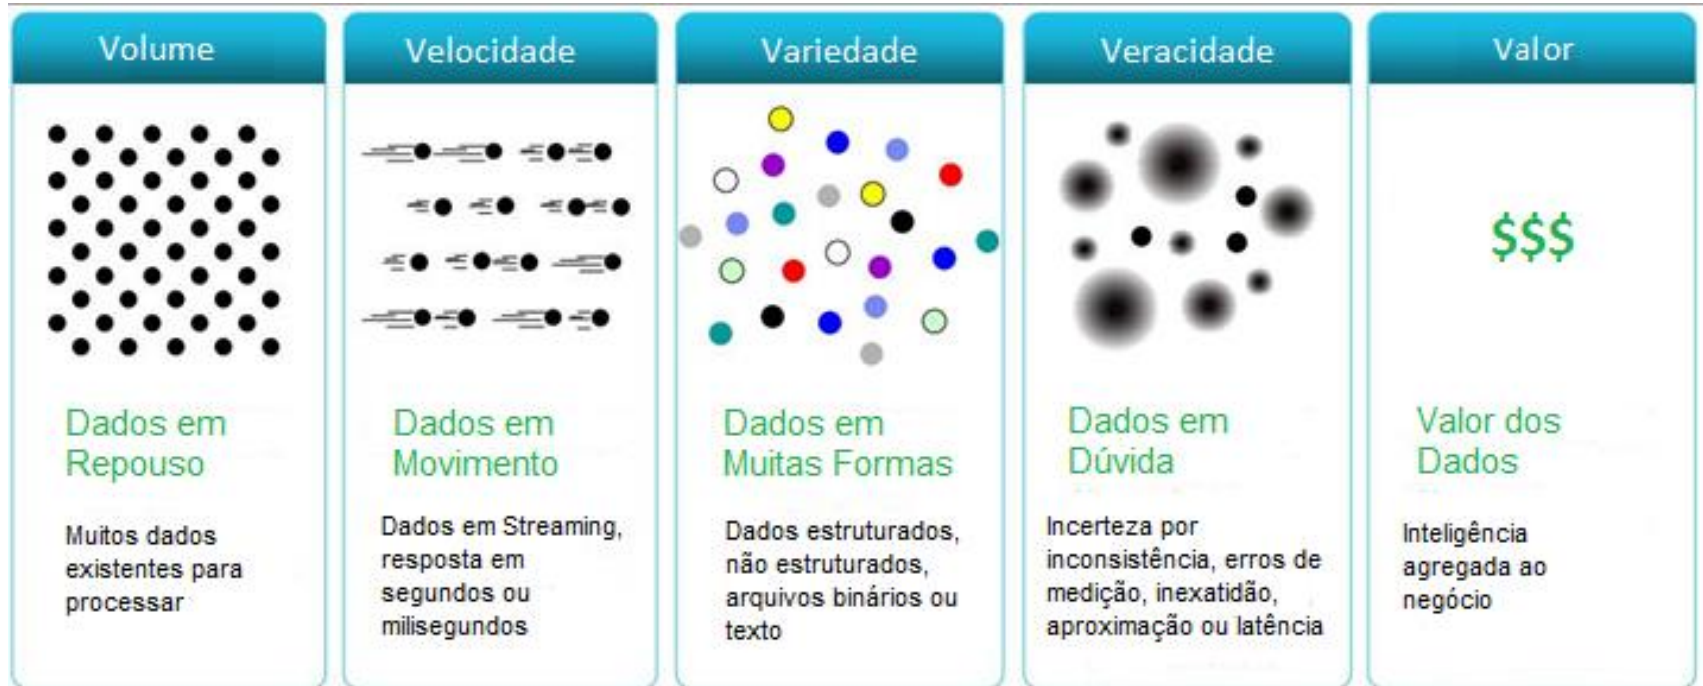 Volume
Dados em
Repouso
Muitos dados
existentes para
processar
Velocidade
Dados em
Movimento
Dados em Streaming,
resposta em
segundos ou
milisegundos
Variedade
Dados em
Muitas Formas
Dados estruturados,
não estruturados,
arquivos binários ou
texto
Veracidade
Dados em
Dúvida
Incerteza por
inconsistência, erros de
medição, inexatidão,
aproximação ou latência
Valor
$$$
Valor dos
Dados
Inteligência
agregada ao
negócio